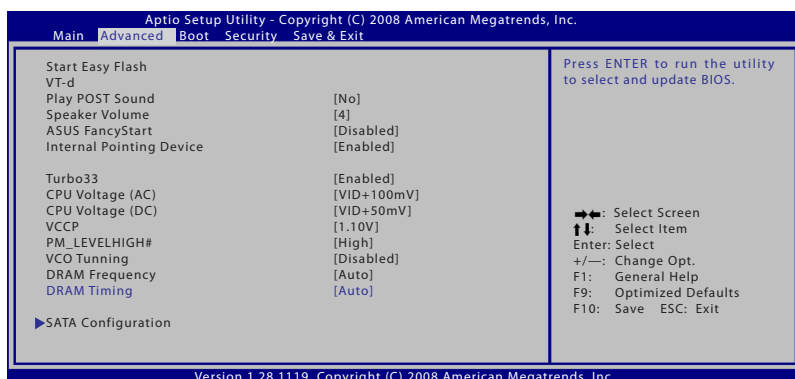 Aptio Setup Utility - Copyright (C) 2008 American Megatrends, Inc.
Main Advanced Boot Security Save & Exit
Start Easy Flash
VT-d
Play POST Sound [No]
Speaker Volume [4]
ASUS FancyStart [Disabled]
Internal Pointing Device [Enabled]
Turbo33 [Enabled]
CPU Voltage (AC) [VID+100mV]
CPU Voltage (DC) [VID+50mV]
VCCP [1.10V]
PM_LEVELHIGH# [High]
VCO Tunning [Disabled]
DRAM Frequency [Auto]
DRAM Timing [Auto]
SATA Configuration
Press ENTER to run the utility
to select and update BIOS.
→←: Select Screen
↑↓: Select Item
Enter: Select
+/—: Change Opt.
F1: General Help
F9: Optimized Defaults
F10: Save ESC: Exit
Version 1.28.1119. Copyright (C) 2008 American Megatrends, Inc.